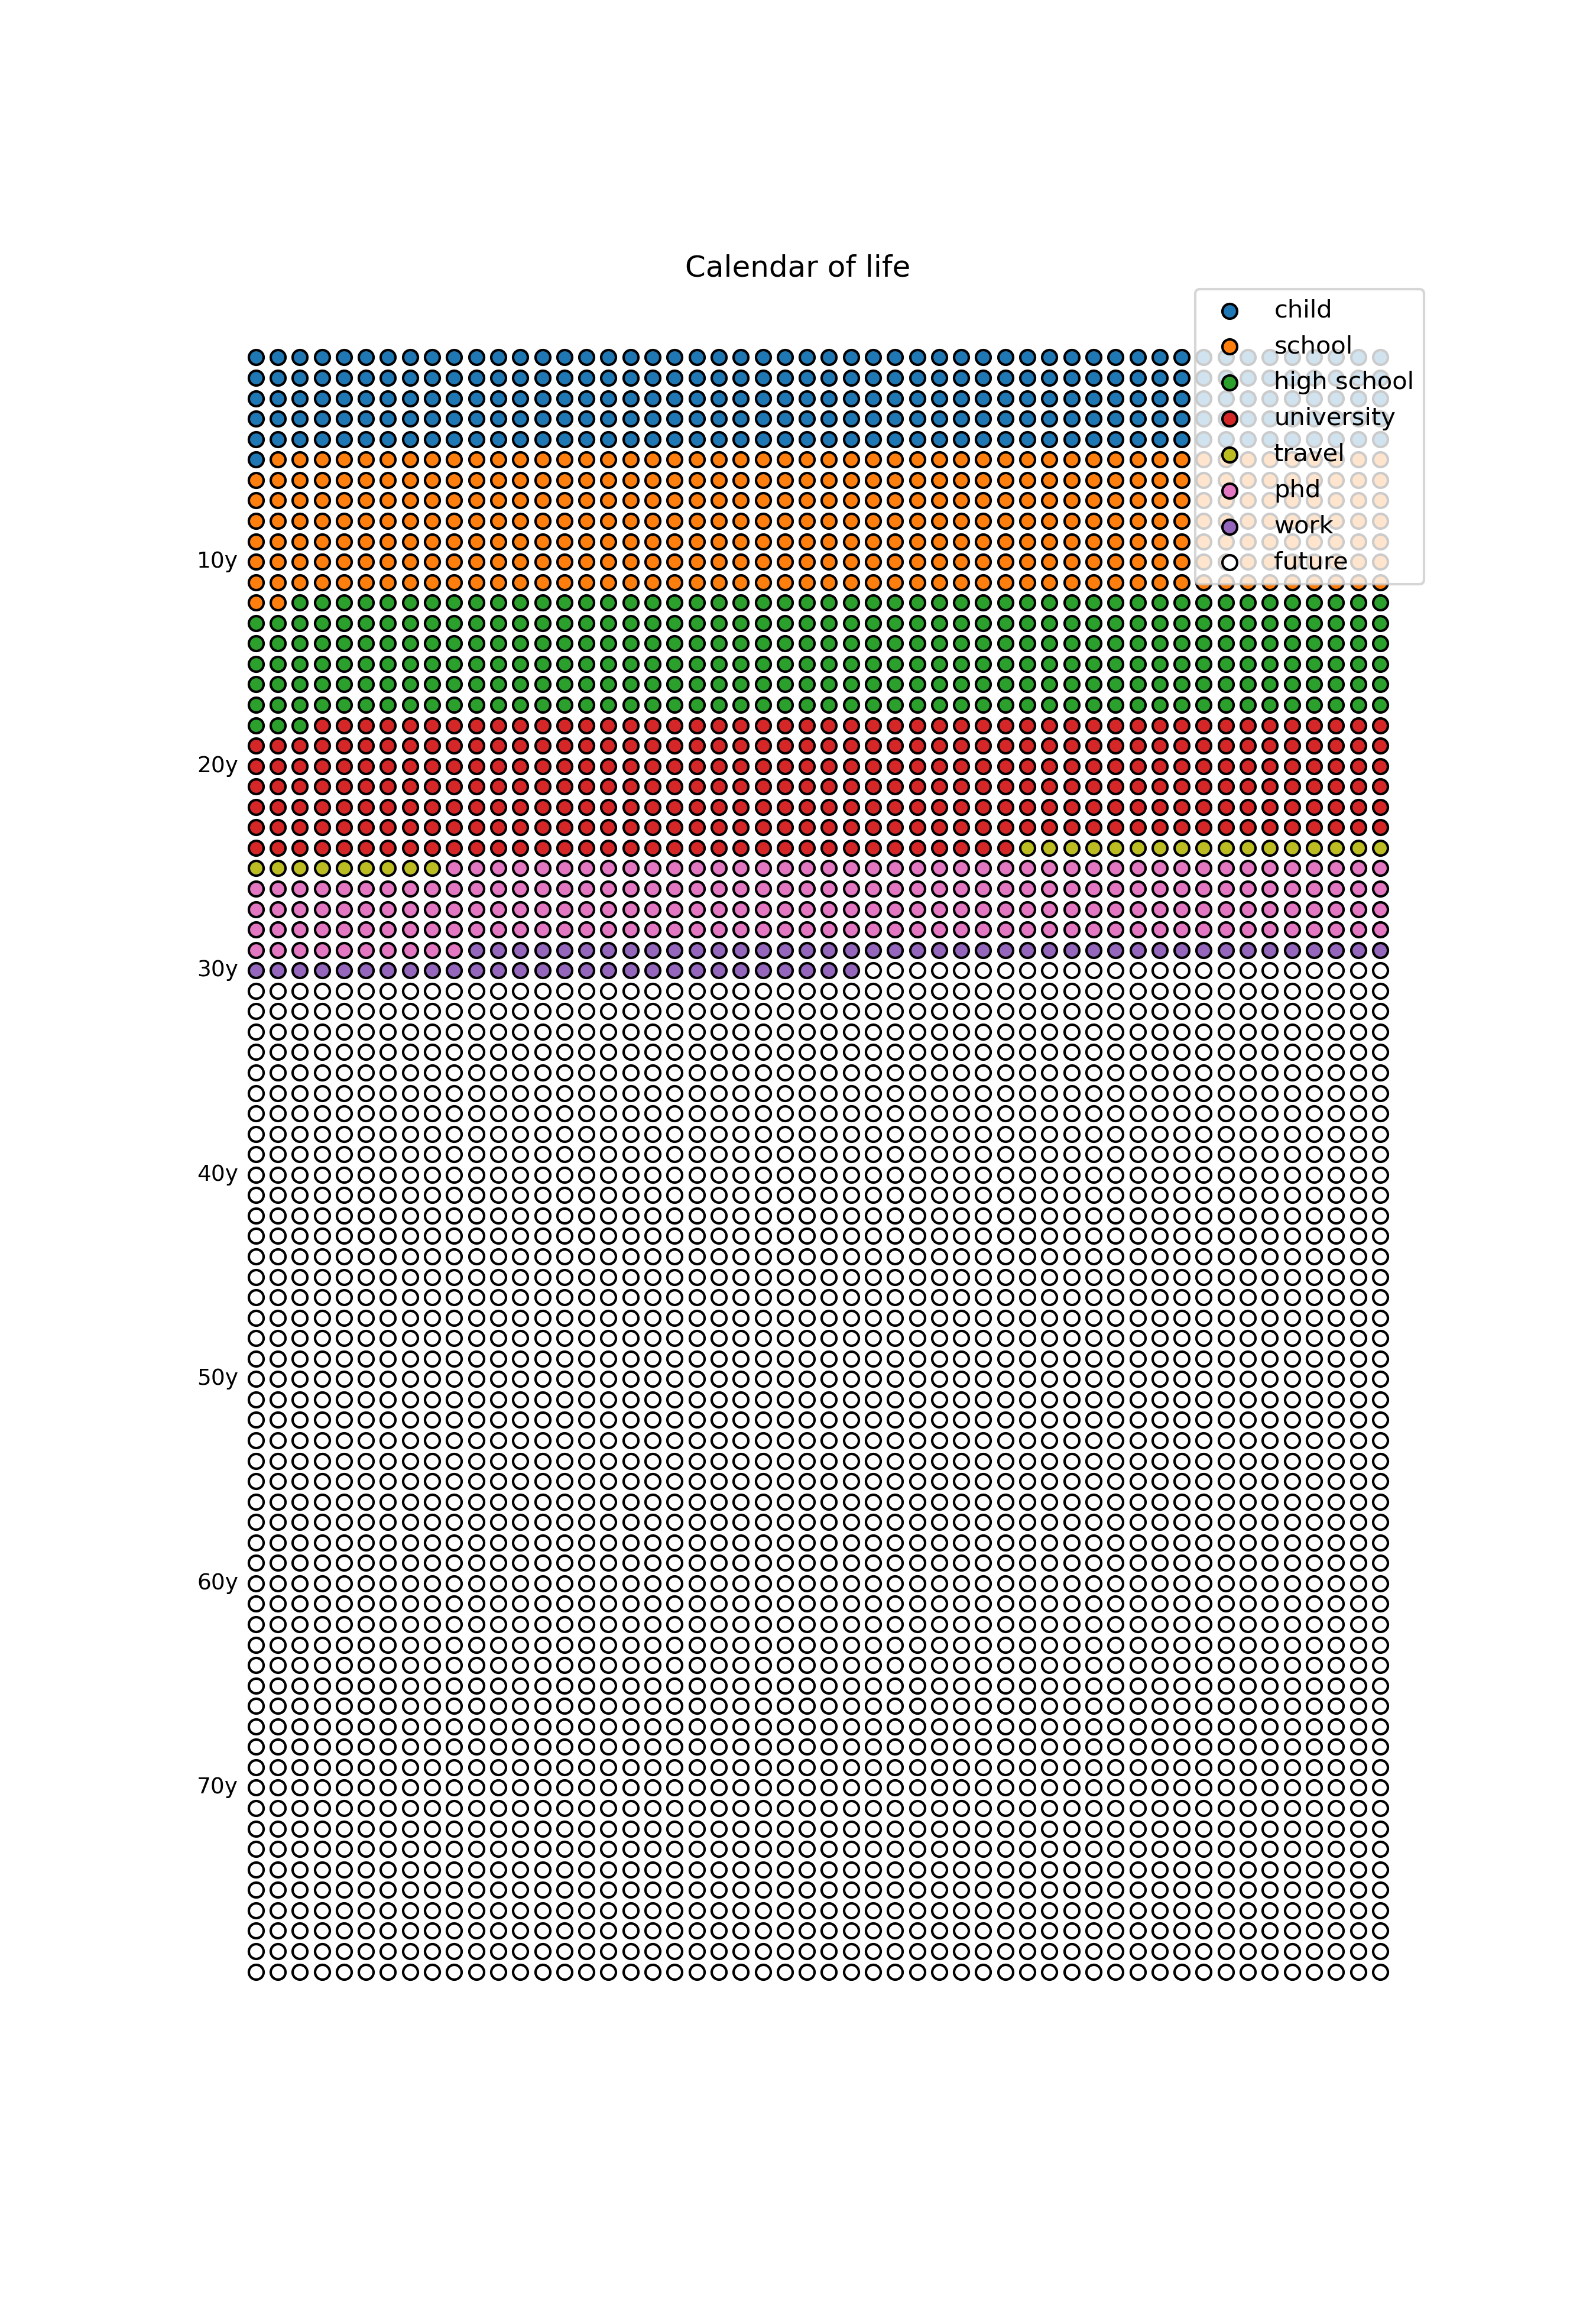 Calendar of life
child
school
high school
university
travel
phd
work
future
10y
20y
30y
40y
50y
60y
70y